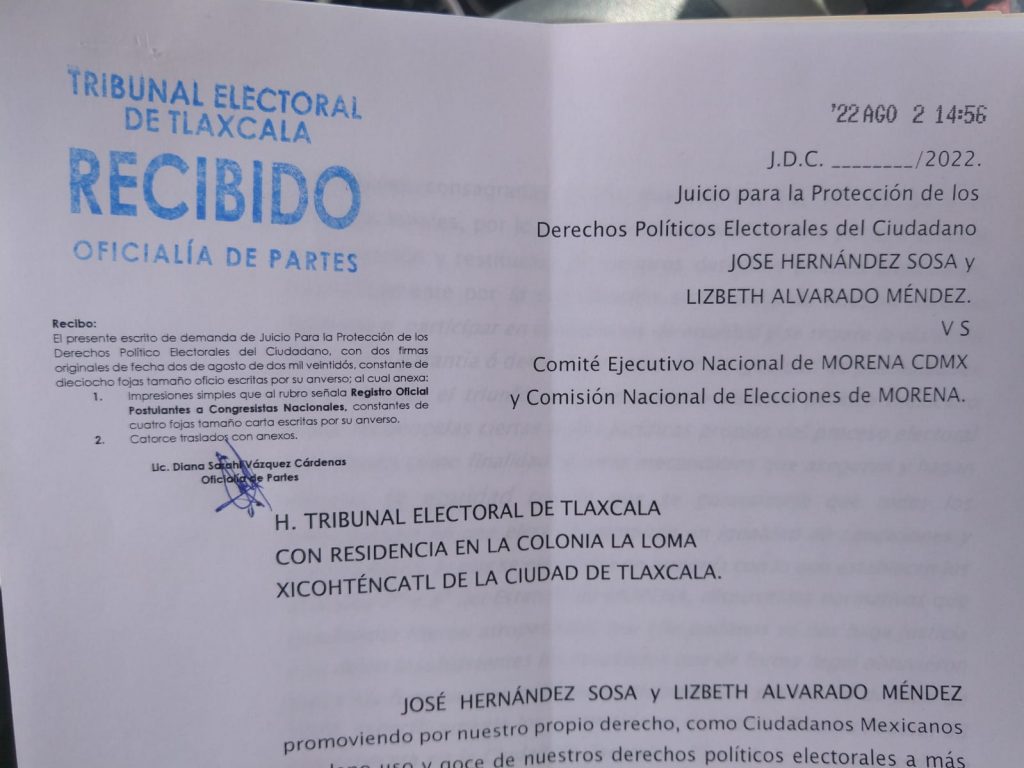 TRIBUNAL ELECTORAL
DE TLAXCALA
RECIBIDO
OFICIALÍA DE PARTES
'22 AGO 2 14:56
J.D.C. ________/2022.
Juicio para la Protección de los
Derechos Políticos Electorales del Ciudadano
JOSE HERNÁNDEZ SOSA y
LIZBETH ALVARADO MÉNDEZ.
V S
Comité Ejecutivo Nacional de MORENA CDMX
y Comisión Nacional de Elecciones de MORENA.
Recibo:
El presente escrito de demanda de Juicio Para la Protección de los
Derechos Político Electorales del Ciudadano, con dos firmas
originales de fecha dos de agosto de dos mil veintidós, constante de
dieciocho fojas tamaño oficio escritas por su anverso; al cual anexa:
1. Impresiones simples que al rubro señala Registro Oficial
Postulantes a Congresistas Nacionales, constantes de
cuatro fojas tamaño carta escritas por su anverso.
2. Catorce traslados con anexos.
Lic. Diana Sarahi Vázquez Cárdenas
Oficialía de Partes
H. TRIBUNAL ELECTORAL DE TLAXCALA
CON RESIDENCIA EN LA COLONIA LA LOMA
XICOHTÉNCATL DE LA CIUDAD DE TLAXCALA.
JOSÉ HERNÁNDEZ SOSA y LIZBETH ALVARADO MÉNDEZ
promoviendo por nuestro propio derecho, como Ciudadanos Mexicanos
uso y goce de nuestros derechos políticos electorales a más